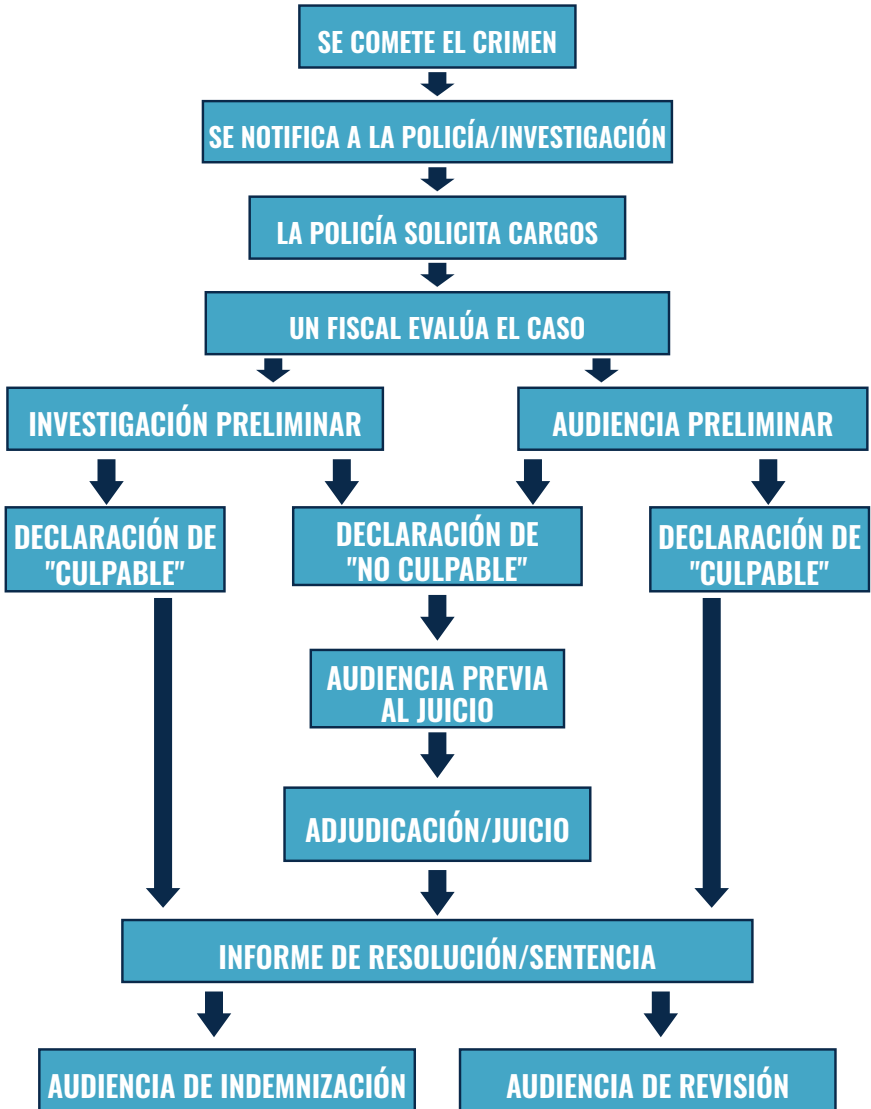 SE COMETE EL CRIMEN
SE NOTIFICA A LA POLICÍA/INVESTIGACIÓN
LA POLICÍA SOLICITA CARGOS
UN FISCAL EVALÚA EL CASO
INVESTIGACIÓN PRELIMINAR
AUDIENCIA PRELIMINAR
DECLARACIÓN DE
"CULPABLE"
DECLARACIÓN DE
"NO CULPABLE"
DECLARACIÓN DE
"CULPABLE"
AUDIENCIA PREVIA
AL JUICIO
ADJUDICACIÓN/JUICIO
INFORME DE RESOLUCIÓN/SENTENCIA
AUDIENCIA DE INDEMNIZACIÓN
AUDIENCIA DE REVISIÓN